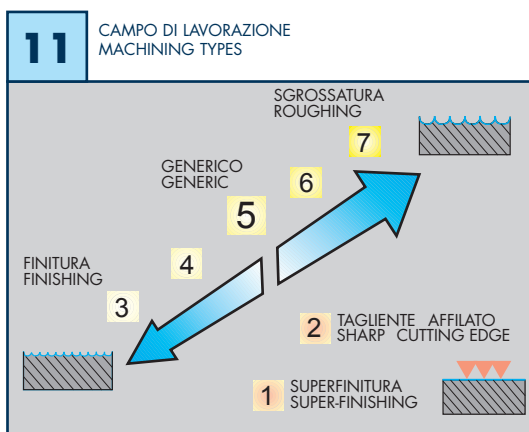 11
CAMPO DI LAVORAZIONE
MACHINING TYPES
SGROSSATURA
ROUGHING
7
GENERICO
GENERIC
6
5
4
FINITURA
FINISHING
3
2 TAGLIENTE AFFILATO
SHARP CUTTING EDGE
1 SUPERFINITURA
SUPER-FINISHING